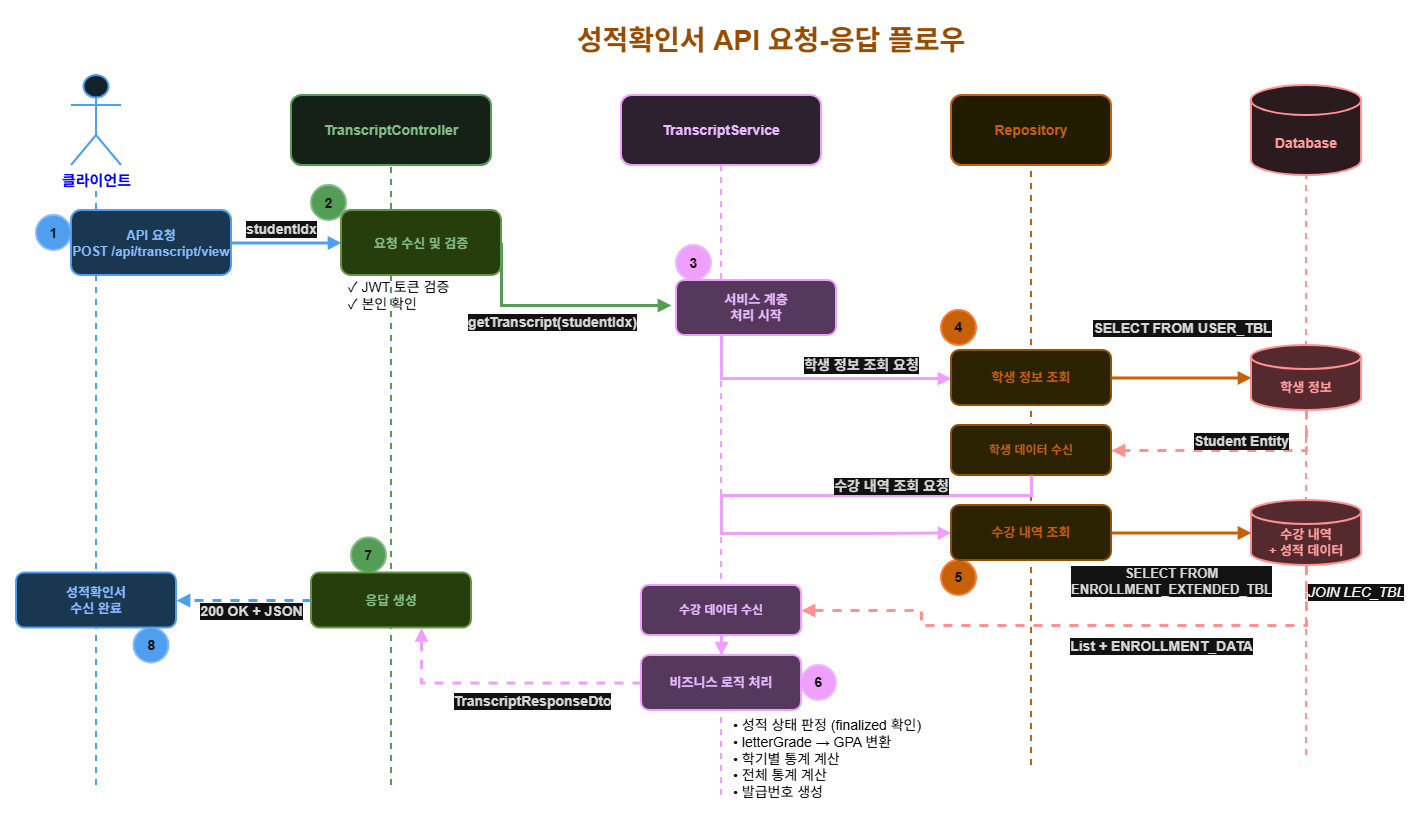 성적확인서 API 요청-응답 플로우
TranscriptController
TranscriptService
Repository
Database
클라이언트
1
API 요청
POST /api/transcript/view
studentIdx
2
요청 수신 및 검증
✓ JWT 토큰 검증
✓ 본인 확인
getTranscript(studentIdx)
3
서비스 계층
처리 시작
학생 정보 조회 요청
4
학생 정보 조회
SELECT FROM USER_TBL
학생 정보
Student Entity
학생 데이터 수신
수강 내역 조회 요청
수강 내역 조회
5
SELECT FROM
ENROLLMENT_EXTENDED_TBL
수강 내역
+ 성적 데이터
JOIN LEC_TBL
List + ENROLLMENT_DATA
수강 데이터 수신
비즈니스 로직 처리
6
• 성적 상태 판정 (finalized 확인)
• letterGrade → GPA 변환
• 학기별 통계 계산
• 전체 통계 계산
• 발급번호 생성
TranscriptResponseDto
7
응답 생성
200 OK + JSON
성적확인서
수신 완료
8